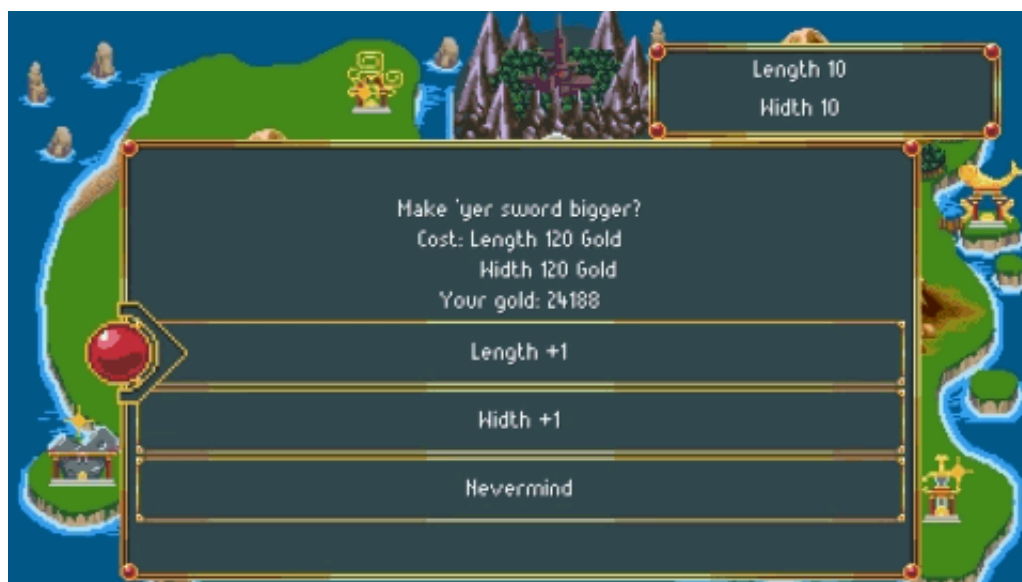 Length 10
Width 10
Make 'yer sword bigger?
Cost: Length 120 Gold
Width 120 Gold
Your gold: 24188
Length +1
Width +1
Nevermind